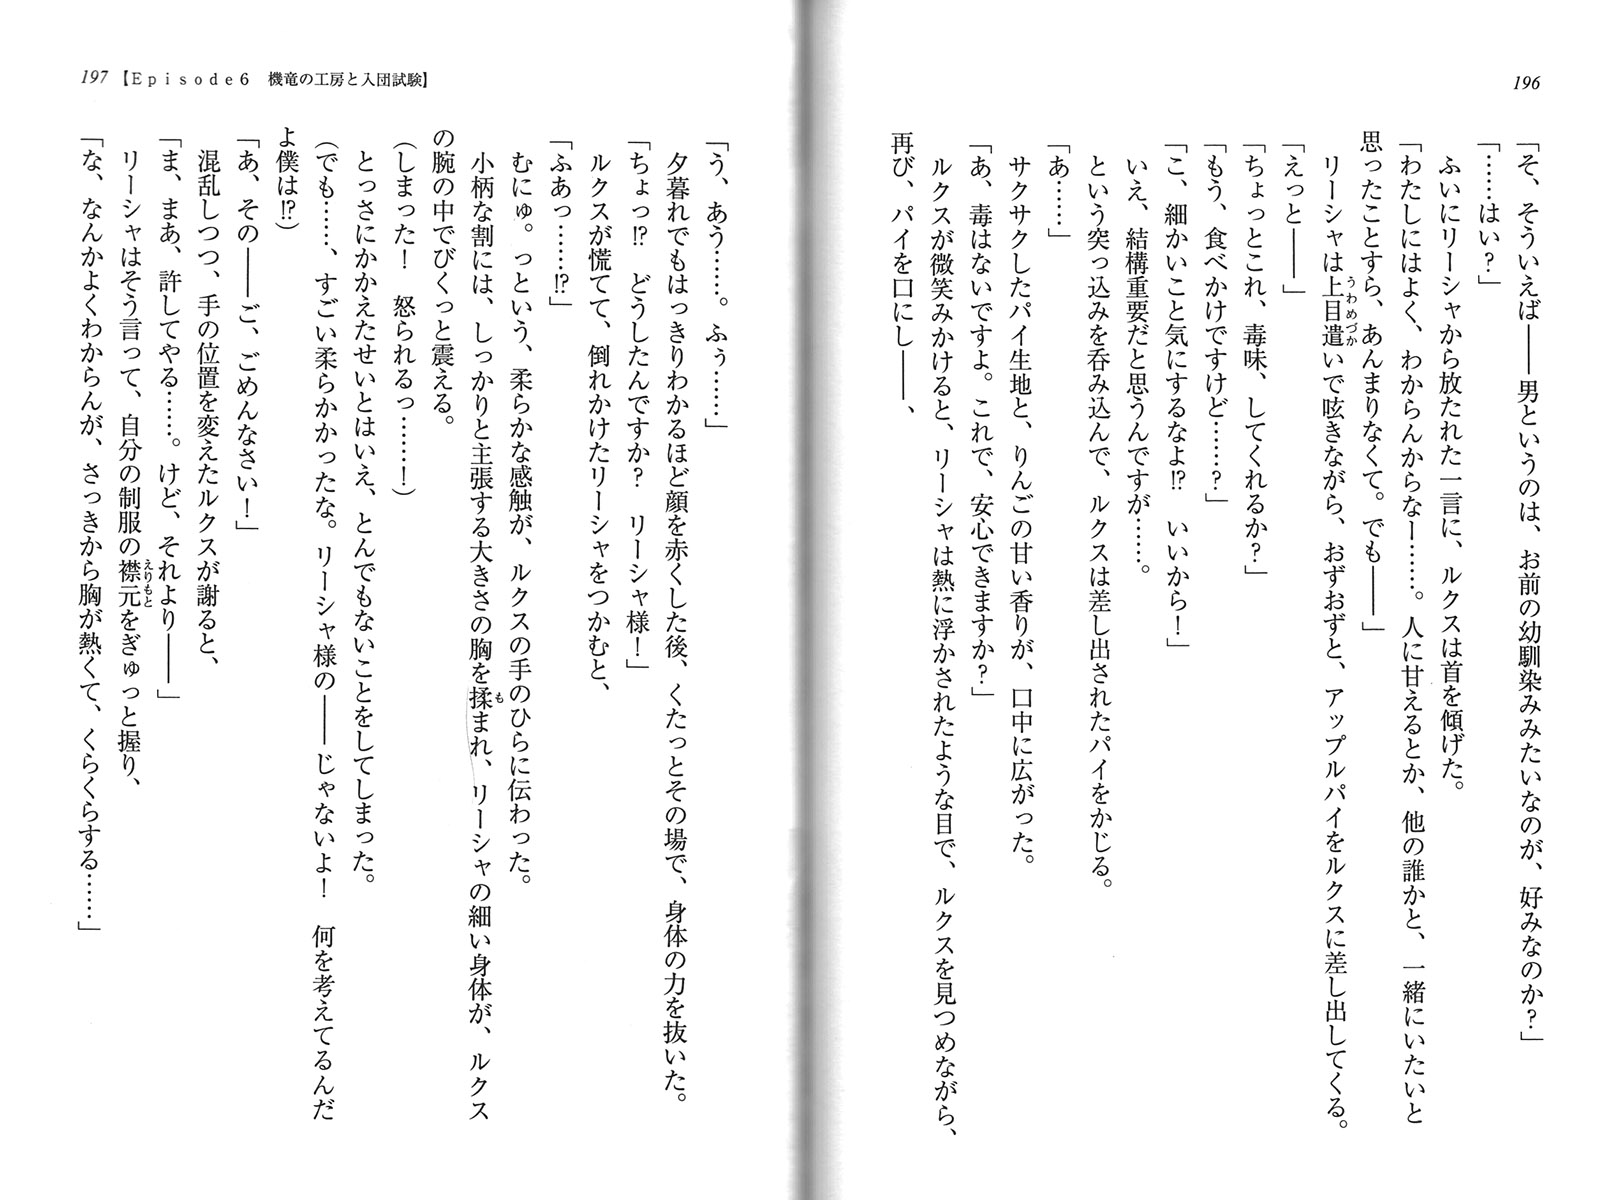 196
「そ、そういえば――男というのは、お前の幼馴染みみたいなのが、好みなのか？」
「……はい？」
ふいにリーシャから放たれた一言に、ルクスは首を傾げた。
「わたしにはよく、わからんからなー……。人に甘えるとか、他の誰かと、一緒にいたいと
思ったことすら、あんまりなくて。でも――」
リーシャは上目遣いで呟きながら、おずおずと、アップルパイをルクスに差し出してくる。
うわめづか
「えっと――」
「ちょっとこれ、毒味、してくれるか？」
「もう、食べかけですけど……？」
「こ、細かいこと気にするなよ!?　いいから！」
いえ、結構重要だと思うんですが……。
という突っ込みを呑み込んで、ルクスは差し出されたパイをかじる。
「あ……」
サクサクしたパイ生地と、りんごの甘い香りが、口中に広がった。
「あ、毒はないですよ。これで、安心できますか？」
ルクスが微笑みかけると、リーシャは熱に浮かされたような目で、ルクスを見つめながら、
再び、パイを口にし――、
197【Episode6　機竜の工房と入団試験】
「う、あう……。ふぅ……」
夕暮れでもはっきりわかるほど顔を赤くした後、くたっとその場で、身体の力を抜いた。
「ちょっ!?　どうしたんですか？　リーシャ様！」
ルクスが慌てて、倒れかけたリーシャをつかむと、
「ふあっ……!?」
むにゅ。っという、柔らかな感触が、ルクスの手のひらに伝わった。
小柄な割には、しっかりと主張する大きさの胸を揉まれ、リーシャの細い身体が、ルクス
も
の腕の中でびくっと震える。
（しまった！　怒られるっ……！）
とっさにかかえたせいとはいえ、とんでもないことをしてしまった。
（でも……、すごい柔らかかったな。リーシャ様の――じゃないよ！　何を考えてるんだ
よ僕は!?）
「あ、その――ご、ごめんなさい！」
混乱しつつ、手の位置を変えたルクスが謝ると、
「ま、まあ、許してやる……。けど、それより――」
リーシャはそう言って、自分の制服の襟元をぎゅっと握り、
えりもと
「な、なんかよくわからんが、さっきから胸が熱くて、くらくらする……」